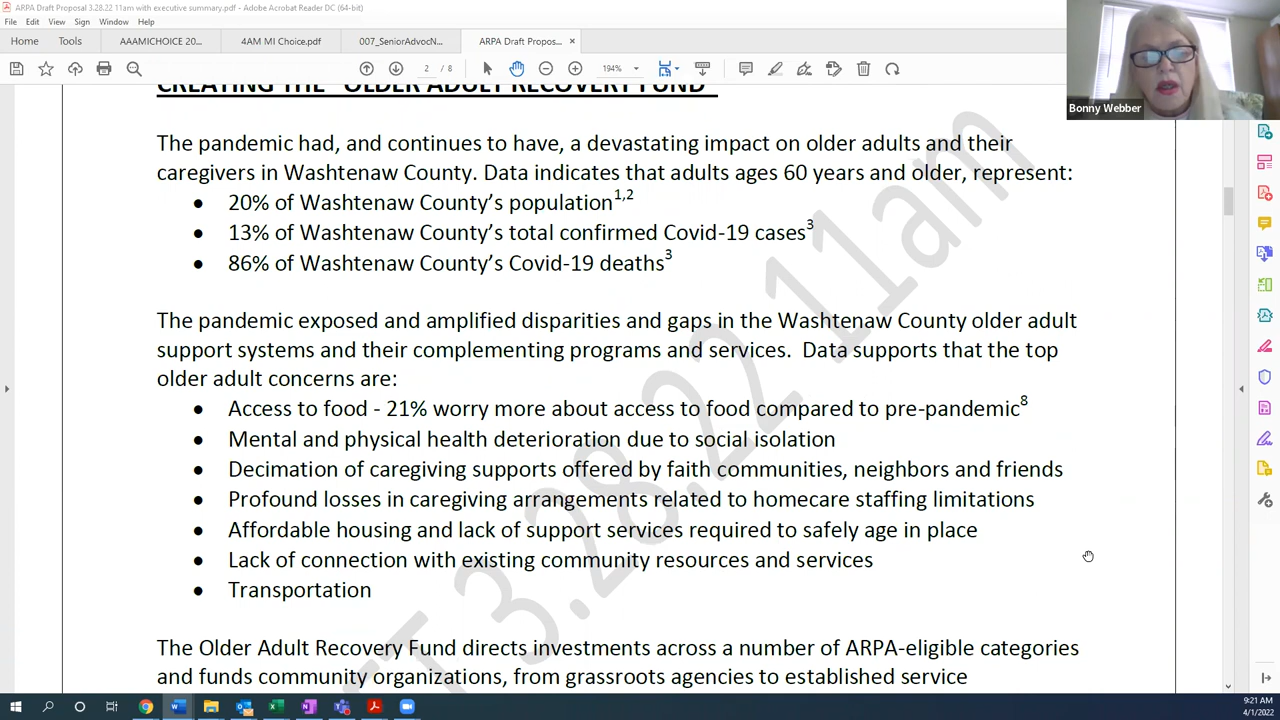 ARPA Draft Proposal 3.28.22 11am with executive summary.pdf - Adobe Acrobat Reader DC (64-bit)
File Edit View Sign Window Help
Home Tools AAAMICHOICE 20... 4AM MI Choice.pdf 007_SeniorAdvocN... ARPA Draft Propos... ×
2 / 8 194%
Bonny Webber
CREATING THE "OLDER ADULT RECOVERY FUND"
The pandemic had, and continues to have, a devastating impact on older adults and their
caregivers in Washtenaw County. Data indicates that adults ages 60 years and older, represent:
• 20% of Washtenaw County's population1,2
• 13% of Washtenaw County's total confirmed Covid-19 cases3
• 86% of Washtenaw County's Covid-19 deaths3
The pandemic exposed and amplified disparities and gaps in the Washtenaw County older adult
support systems and their complementing programs and services. Data supports that the top
older adult concerns are:
• Access to food - 21% worry more about access to food compared to pre-pandemic8
• Mental and physical health deterioration due to social isolation
• Decimation of caregiving supports offered by faith communities, neighbors and friends
• Profound losses in caregiving arrangements related to homecare staffing limitations
• Affordable housing and lack of support services required to safely age in place
• Lack of connection with existing community resources and services
• Transportation
The Older Adult Recovery Fund directs investments across a number of ARPA-eligible categories
and funds community organizations, from grassroots agencies to established service
T 3.28.22 11am
9:21 AM
4/1/2022